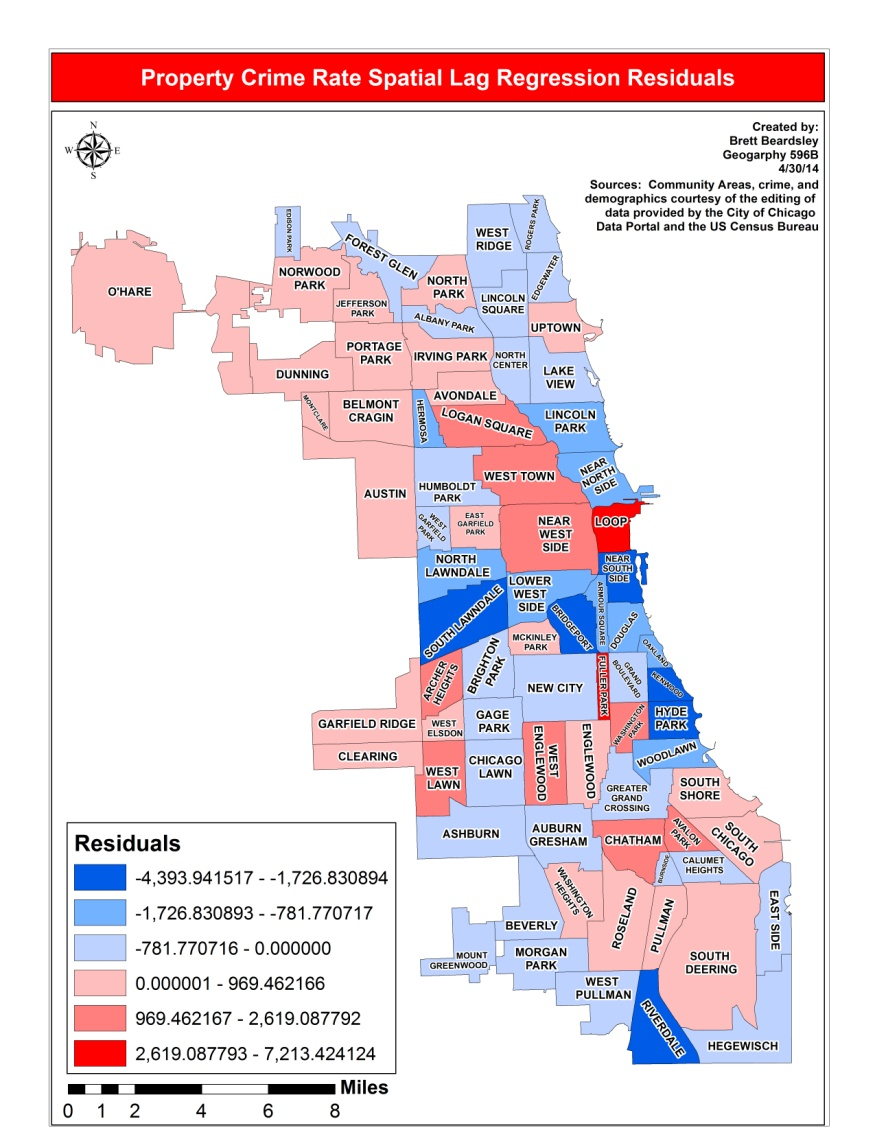 Property Crime Rate Spatial Lag Regression Residuals
N
W E
S
Created by:
Brett Beardsley
Geogarphy 596B
4/30/14
Sources: Community Areas, crime, and
demographics courtesy of the editing of
data provided by the City of Chicago
Data Portal and the US Census Bureau
EDISON PARK
FOREST GLEN
WEST
RIDGE
ROGERS PARK
O'HARE
NORWOOD
PARK
NORTH
PARK
EDGEWATER
JEFFERSON
PARK
LINCOLN
SQUARE
ALBANY PARK
UPTOWN
PORTAGE
PARK
IRVING PARK
NORTH
CENTER
DUNNING
LAKE
VIEW
MONTCLARE
BELMONT
CRAGIN
HERMOSA
AVONDALE
LOGAN SQUARE
LINCOLN
PARK
AUSTIN
HUMBOLDT
PARK
WEST TOWN
NEAR
NORTH
SIDE
WEST
GARFIELD
PARK
EAST
GARFIELD
PARK
NEAR
WEST
SIDE
LOOP
NORTH
LAWNDALE
LOWER
WEST
SIDE
NEAR
SOUTH
SIDE
SOUTH LAWNDALE
BRIDGEPORT
ARMOUR SQUARE
DOUGLAS
OAKLAND
MCKINLEY
PARK
ARCHER
HEIGHTS
BRIGHTON
PARK
NEW CITY
FULLER PARK
GRAND
BOULEVARD
KENWOOD
GARFIELD RIDGE
WEST
ELSDON
GAGE
PARK
WASHINGTON
PARK
HYDE
PARK
CLEARING
WEST
LAWN
CHICAGO
LAWN
WEST
ENGLEWOOD
ENGLEWOOD
WOODLAWN
GREATER
GRAND
CROSSING
SOUTH
SHORE
ASHBURN
AUBURN
GRESHAM
CHATHAM
AVALON
PARK
SOUTH
CHICAGO
BURNSIDE
CALUMET
HEIGHTS
WASHINGTON
HEIGHTS
BEVERLY
ROSELAND
PULLMAN
EAST SIDE
MOUNT
GREENWOOD
MORGAN
PARK
SOUTH
DEERING
WEST
PULLMAN
RIVERDALE
HEGEWISCH
Residuals
-4,393.941517 - -1,726.830894
-1,726.830893 - -781.770717
-781.770716 - 0.000000
0.000001 - 969.462166
969.462167 - 2,619.087792
2,619.087793 - 7,213.424124
Miles
0 1 2 4 6 8